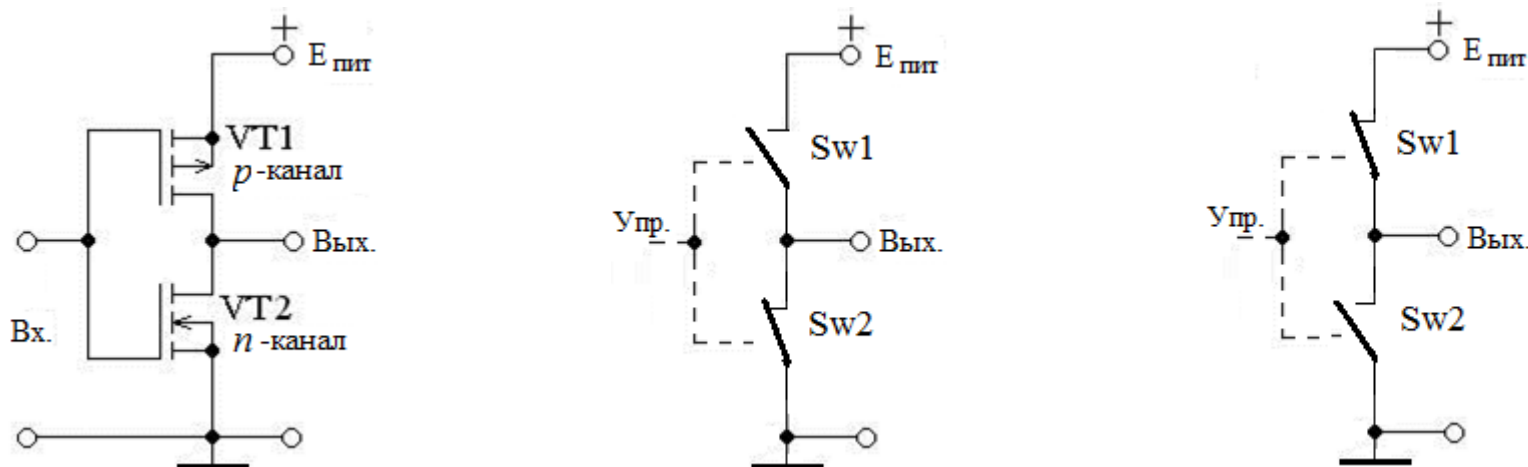 +
E пит
VT1
p-канал
Вых.
VT2
n-канал
Вх.
+
E пит
Sw1
Упр.
Вых.
Sw2
+
E пит
Sw1
Упр.
Вых.
Sw2